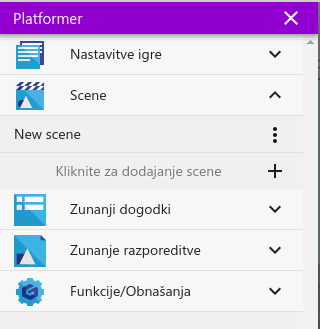 Platformer
Nastavitve igre
Scene
New scene
Kliknite za dodajanje scene
Zunanji dogodki
Zunanje razporeditve
Funkcije/Obnašanja